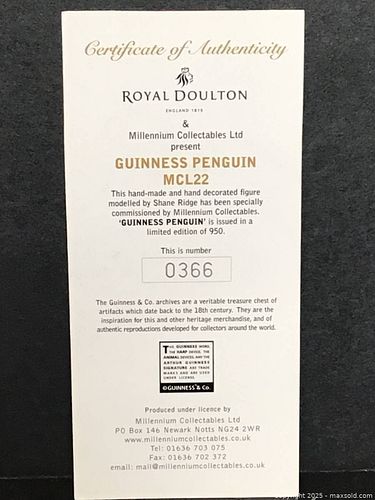 Certificate of Authenticity
ROYAL DOULTON
ENGLAND 1815
&
Millennium Collectables Ltd
present
GUINNESS PENGUIN
MCL22
This hand-made and hand decorated figure
modelled by Shane Ridge has been specially
commissioned by Millennium Collectables.
'GUINNESS PENGUIN' is issued in a
limited edition of 950.
This is number
0366
The Guinness & Co. archives are a veritable treasure chest of
artifacts which date back to the 18th century. They are the
inspiration for this and other heritage merchandise, and of
authentic reproductions developed for collectors around the world.
THE GUINNESS WORD,
THE HARP DEVICE, THE
ANIMAL DEVICES, AND THE
ARTHUR GUINNESS
SIGNATURE ARE TRADE
MARKS AND ARE USED
UNDER LICENSE.
©GUINNESS & Co.
Produced under licence by
Millennium Collectables Ltd
PO Box 146 Newark Notts NG24 2WR
www.millenniumcollectables.co.uk
Tel: 01636 703 075
Fax: 01636 702 372
email: mail@millenniumcollectables.co.uk
copyright 2025 - maxsold.com